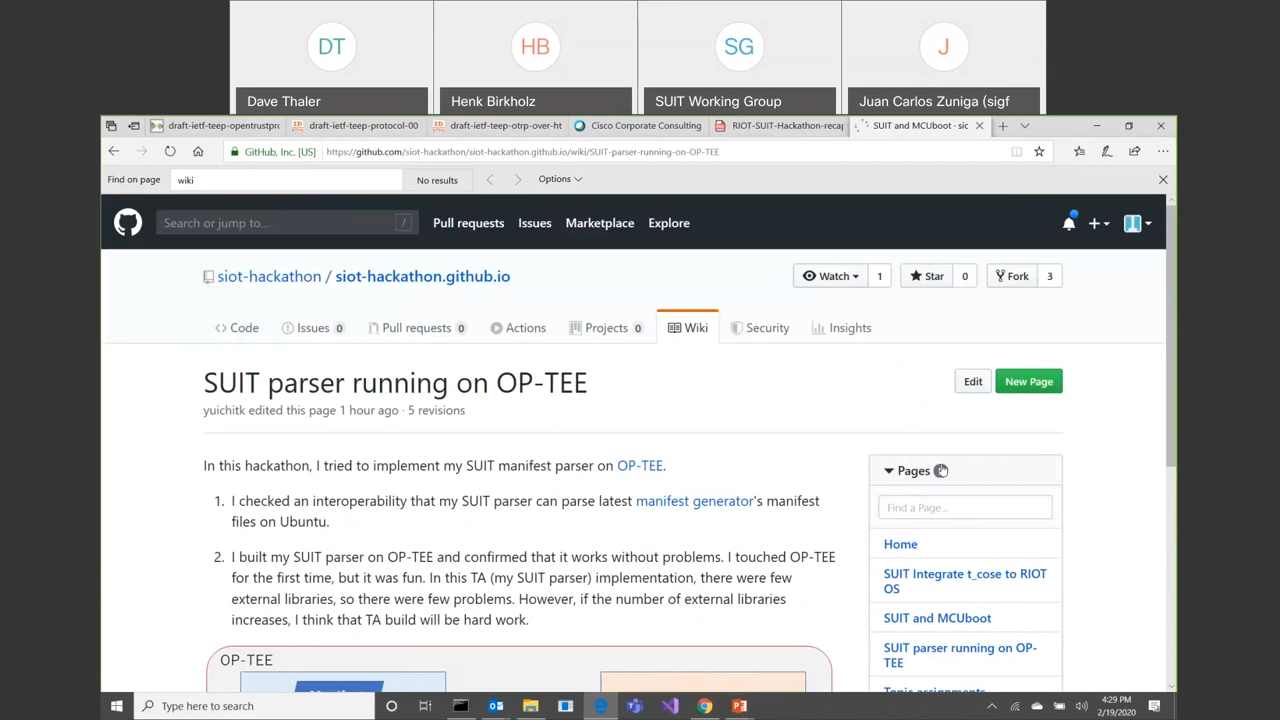 DT
HB
SG
J
Dave Thaler
Henk Birkholz
SUIT Working Group
Juan Carlos Zuniga (sigf
draft-ietf-teep-opentrustprc
draft-ietf-teep-protocol-00
draft-ietf-teep-otrp-over-ht
Cisco Corporate Consulting
RIOT-SUIT-Hackathon-recap
SUIT and MCUboot · sic
GitHub, Inc. [US]
https://github.com/siot-hackathon/siot-hackathon.github.io/wiki/SUIT-parser-running-on-OP-TEE
Find on page
wiki
No results
Options
Search or jump to...
/
Pull requests
Issues
Marketplace
Explore
siot-hackathon / siot-hackathon.github.io
Watch
1
Star
0
Fork
3
Code
Issues 0
Pull requests 0
Actions
Projects 0
Wiki
Security
Insights
SUIT parser running on OP-TEE
Edit
New Page
yuichitk edited this page 1 hour ago · 5 revisions
In this hackathon, I tried to implement my SUIT manifest parser on OP-TEE.
1. I checked an interoperability that my SUIT parser can parse latest manifest generator's manifest
files on Ubuntu.
2. I built my SUIT parser on OP-TEE and confirmed that it works without problems. I touched OP-TEE
for the first time, but it was fun. In this TA (my SUIT parser) implementation, there were few
external libraries, so there were few problems. However, if the number of external libraries
increases, I think that TA build will be hard work.
OP-TEE
Pages
Find a Page...
Home
SUIT Integrate t_cose to RIOT
OS
SUIT and MCUboot
SUIT parser running on OP-
TEE
Topic assignments
Type here to search
4:29 PM
2/19/2020